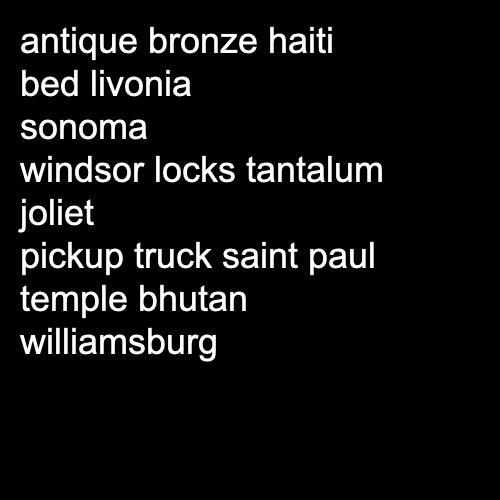 antique bronze haiti
bed livonia
sonoma
windsor locks tantalum
joliet
pickup truck saint paul
temple bhutan
williamsburg